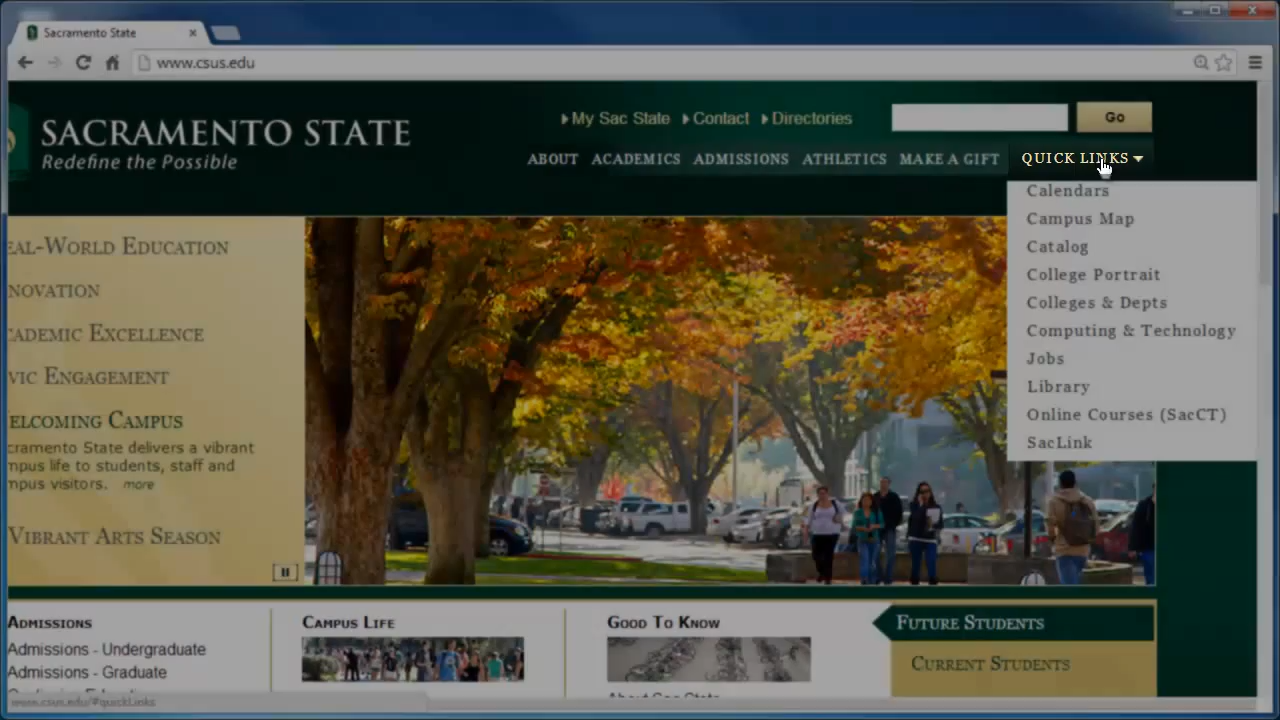 Sacramento State
www.csus.edu
SACRAMENTO STATE
Redefine the Possible
My Sac State Contact Directories
Go
ABOUT ACADEMICS ADMISSIONS ATHLETICS MAKE A GIFT QUICK LINKS
Calendars
Campus Map
Catalog
College Portrait
Colleges & Depts
Computing & Technology
Jobs
Library
Online Courses (SacCT)
SacLink
EAL-WORLD EDUCATION
NOVATION
CADEMIC EXCELLENCE
VIC ENGAGEMENT
ELCOMING CAMPUS
cramento State delivers a vibrant
mpus life to students, staff and
mpus visitors. more
VIBRANT ARTS SEASON
ADMISSIONS
Admissions - Undergraduate
Admissions - Graduate
CAMPUS LIFE
GOOD TO KNOW
About Sac State
FUTURE STUDENTS
CURRENT STUDENTS
www.csus.edu/#quickLinks